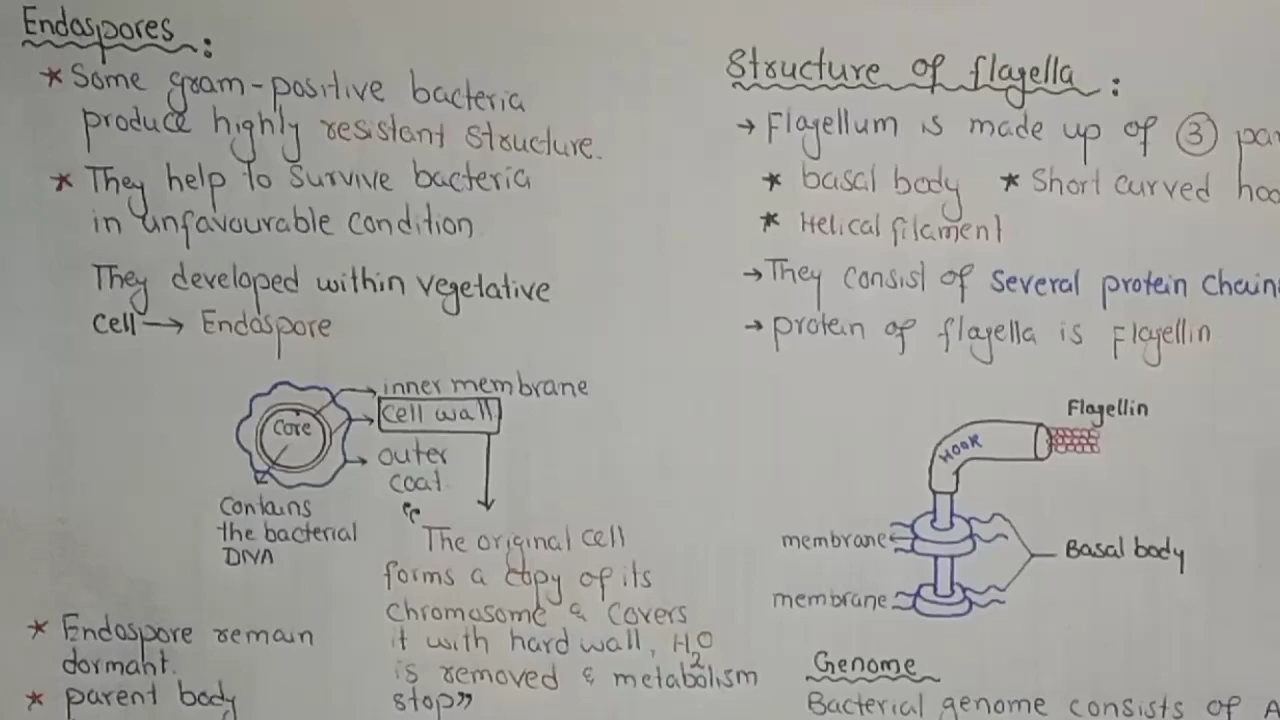 Endospores :
* Some gram-positive bacteria
produce highly resistant structure.
* They help to survive bacteria
in unfavourable condition
They developed within vegetative
cell → Endospore
inner membrane
cell wall
Core
outer
coat
contains
the bacterial
DNA
"The original cell
forms a copy of its
chromosome & covers
it with hard wall, H2O
is removed & metabolism
stop"
* Endospore remain
dormant.
* parent body
Structure of flagella :
→ Flagellum is made up of 3 pa
* basal body * Short curved hoo
* Helical filament
→ They consist of several protein chain
→ protein of flagella is Flagellin
Flagellin
HOOK
membrane
Basal body
membrane
Genome
Bacterial genome consists of